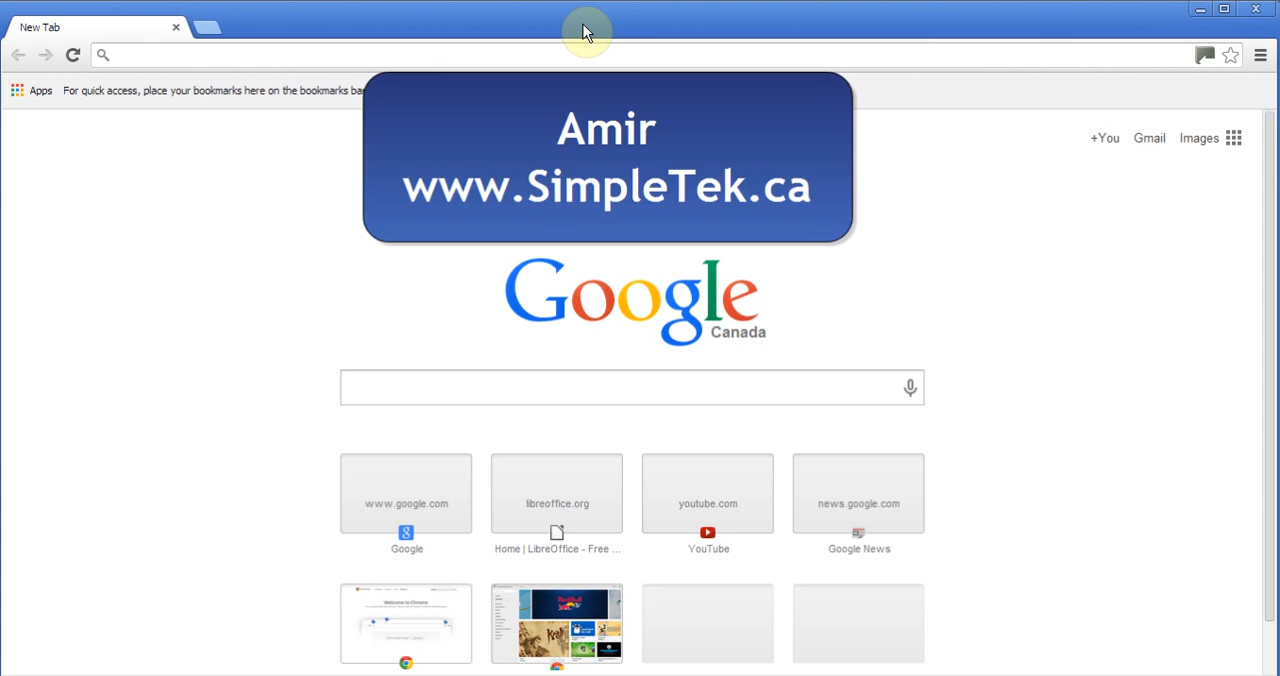 New Tab
Apps For quick access, place your bookmarks here on the bookmarks ba
Amir
www.SimpleTek.ca
+You Gmail Images
Google
Canada
www.google.com libreoffice.org youtube.com news.google.com
Google Home | LibreOffice - Free ... YouTube Google News
Welcome to Chrome